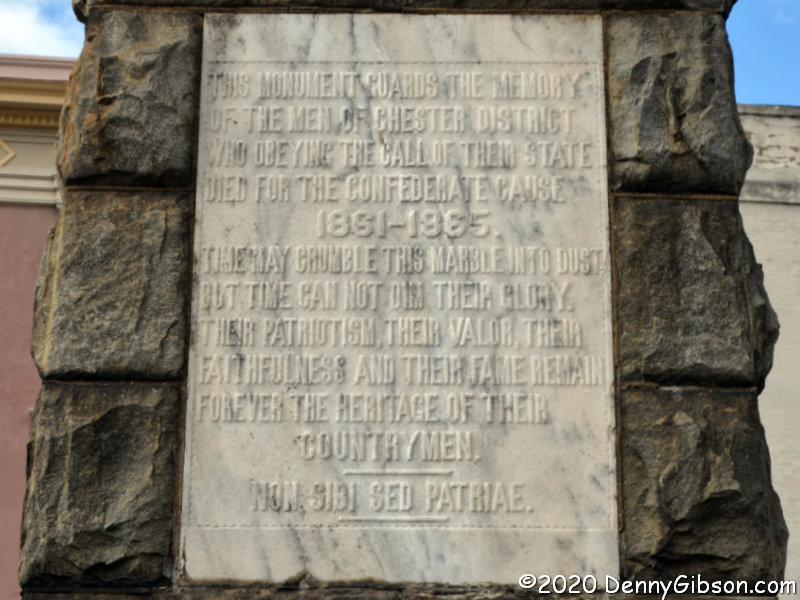 THIS MONUMENT GUARDS THE MEMORY
OF THE MEN OF CHESTER DISTRICT
WHO OBEYING THE CALL OF THEIR STATE
DIED FOR THE CONFEDERATE CAUSE
1861-1865.
TIME MAY CRUMBLE THIS MARBLE INTO DUST
BUT TIME CAN NOT DIM THEIR GLORY.
THEIR PATRIOTISM, THEIR VALOR, THEIR
FAITHFULNESS AND THEIR FAME REMAIN
FOREVER THE HERITAGE OF THEIR
COUNTRYMEN.
NON SIBI SED PATRIAE.
©2020 DennyGibson.com